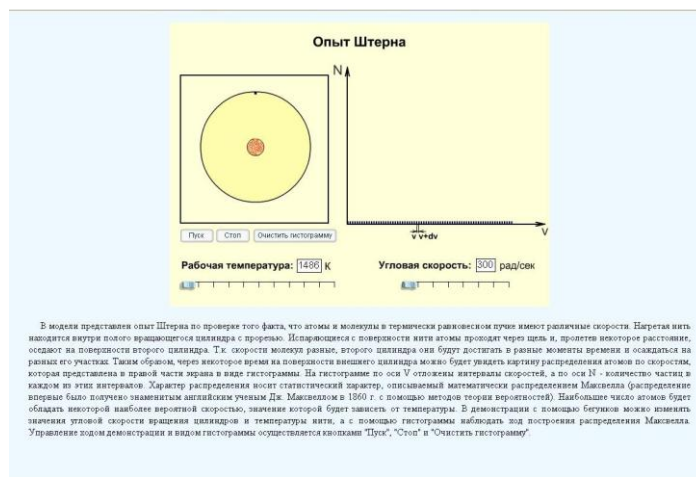 Опыт Штерна
N
v v+dv
V
Пуск Стоп Очистить гистограмму
Рабочая температура: 1486 К Угловая скорость: 300 рад/сек
В модели представлен опыт Штерна по проверке того факта, что атомы и молекулы в термически равновесном пучке имеют различные скорости. Нагретая нить
находится внутри полого вращающегося цилиндра с прорезью. Испаряющиеся с поверхности нити атомы проходят через щель и, пролетев некоторое расстояние,
оседают на поверхности второго цилиндра. Т.к. скорости молекул разные, второго цилиндра они будут достигать в разные моменты времени и осаждаться на
разных его участках. Таким образом, через некоторое время на поверхности внешнего цилиндра можно будет увидеть картину распределения атомов по скоростям,
которая представлена в правой части экрана в виде гистограммы. На гистограмме по оси V отложены интервалы скоростей, а по оси N - количество частиц в
каждом из этих интервалов. Характер распределения носит статистический характер, описываемый математически распределением Максвелла (распределение
впервые было получено знаменитым английским ученым Дж. Максвеллом в 1860 г. с помощью методов теории вероятностей). Наибольшее число атомов будет
обладать некоторой наиболее вероятной скоростью, значение которой будет зависеть от температуры. В демонстрации с помощью бегунков можно изменять
значения угловой скорости вращения цилиндров и температуры нити, а с помощью гистограммы наблюдать ход построения распределения Максвелла.
Управление ходом демонстрации и видом гистограммы осуществляется кнопками "Пуск", "Стоп" и "Очистить гистограмму".